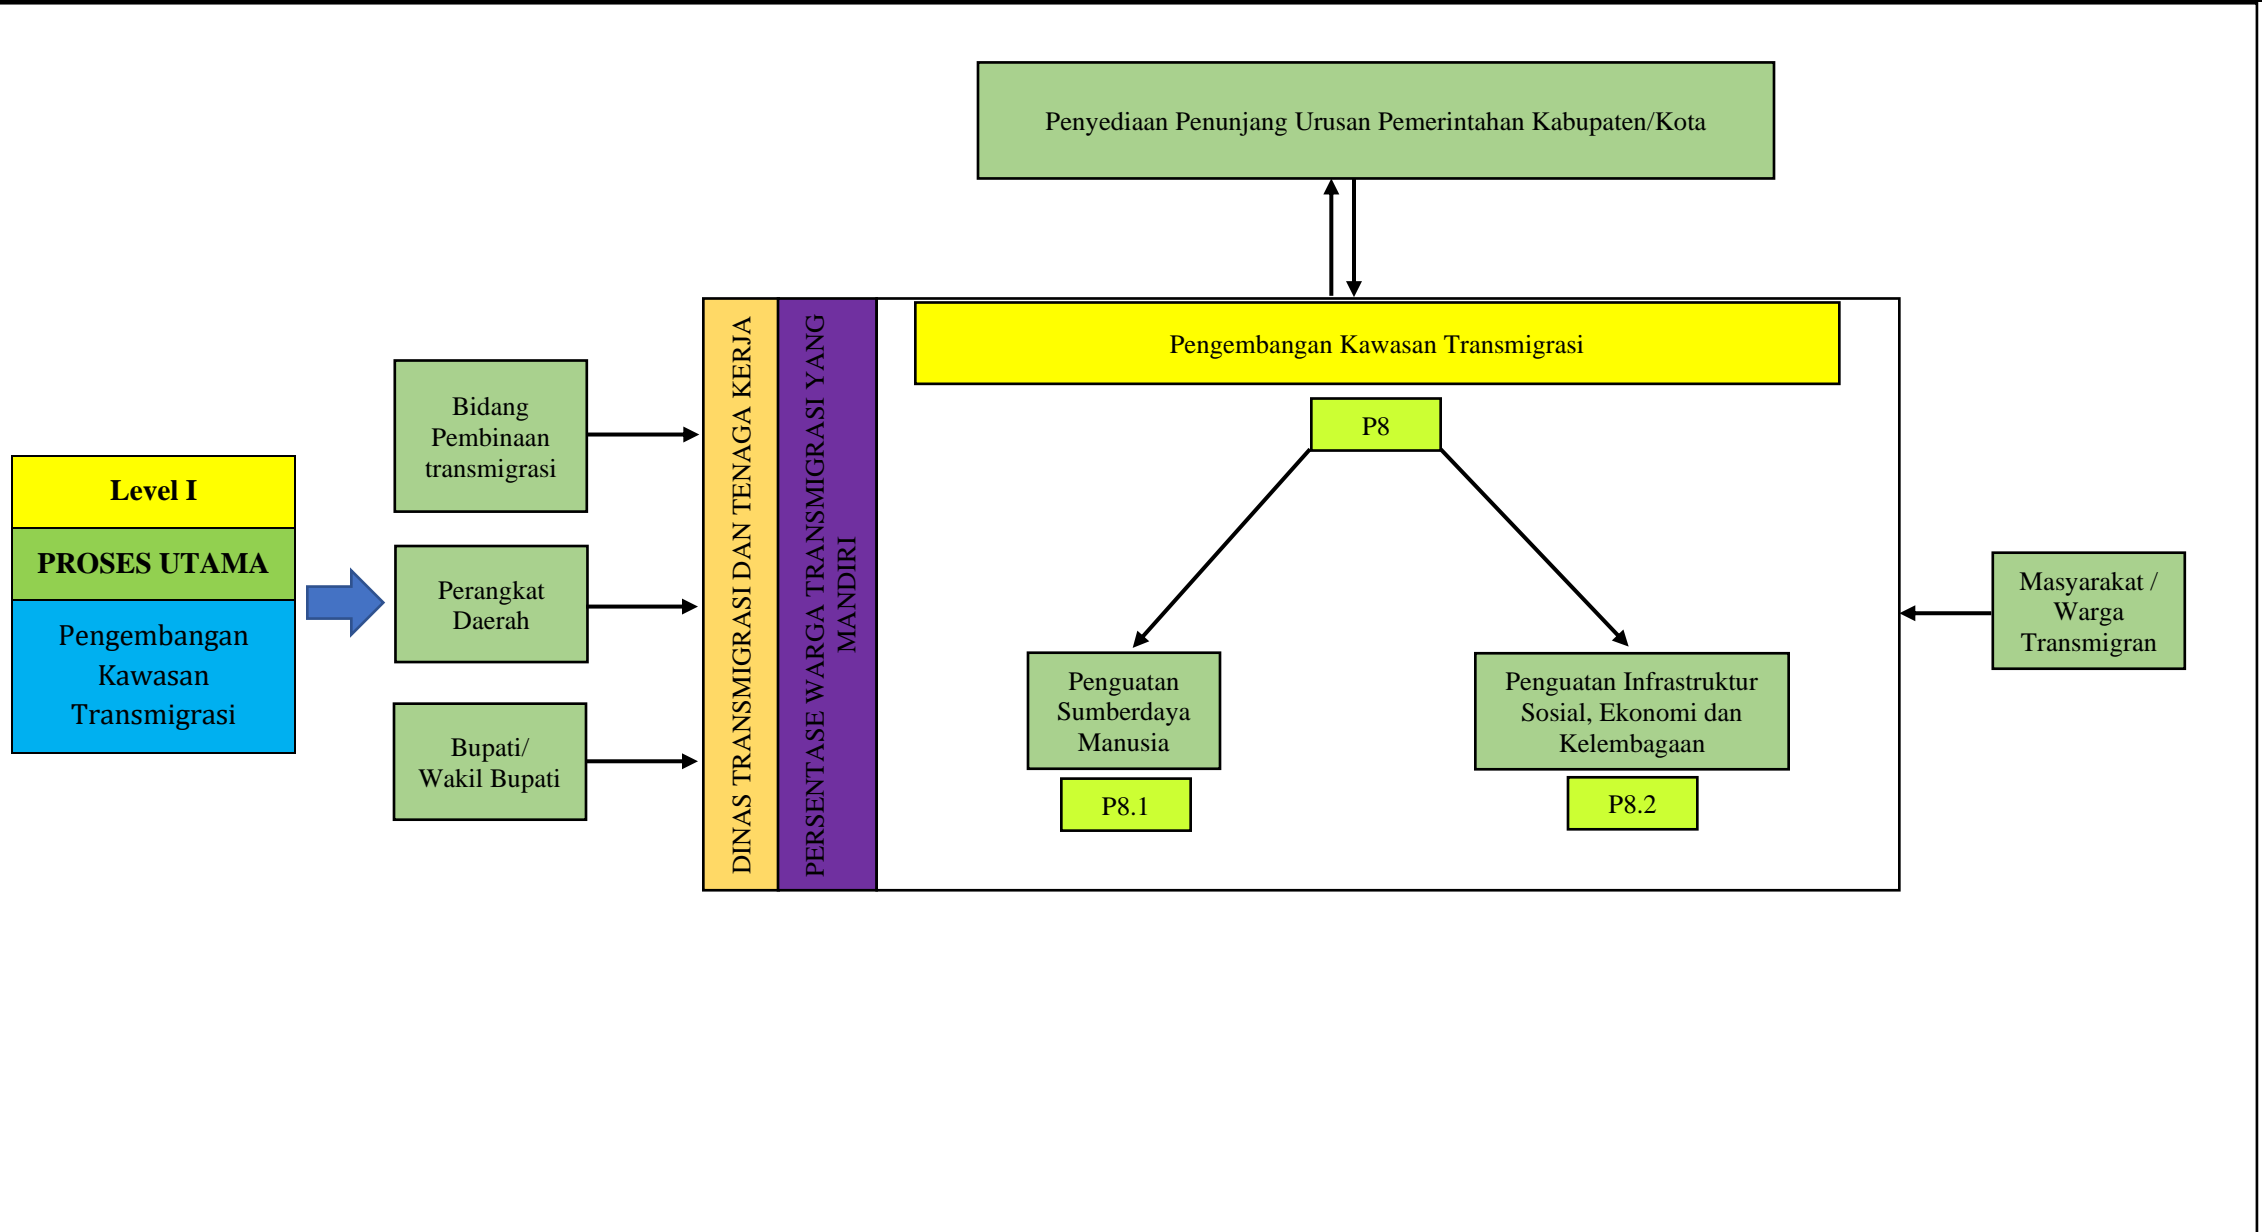 Penyediaan Penunjang Urusan Pemerintahan Kabupaten/Kota
Level I
PROSES UTAMA
Pengembangan
Kawasan
Transmigrasi
Bidang
Pembinaan
transmigrasi
Perangkat
Daerah
Bupati/
Wakil Bupati
DINAS TRANSMIGRASI DAN TENAGA KERJA
PERSENTASE WARGA TRANSMIGRASI YANG
MANDIRI
Pengembangan Kawasan Transmigrasi
P8
Penguatan
Sumberdaya
Manusia
P8.1
Penguatan Infrastruktur
Sosial, Ekonomi dan
Kelembagaan
P8.2
Masyarakat /
Warga
Transmigran